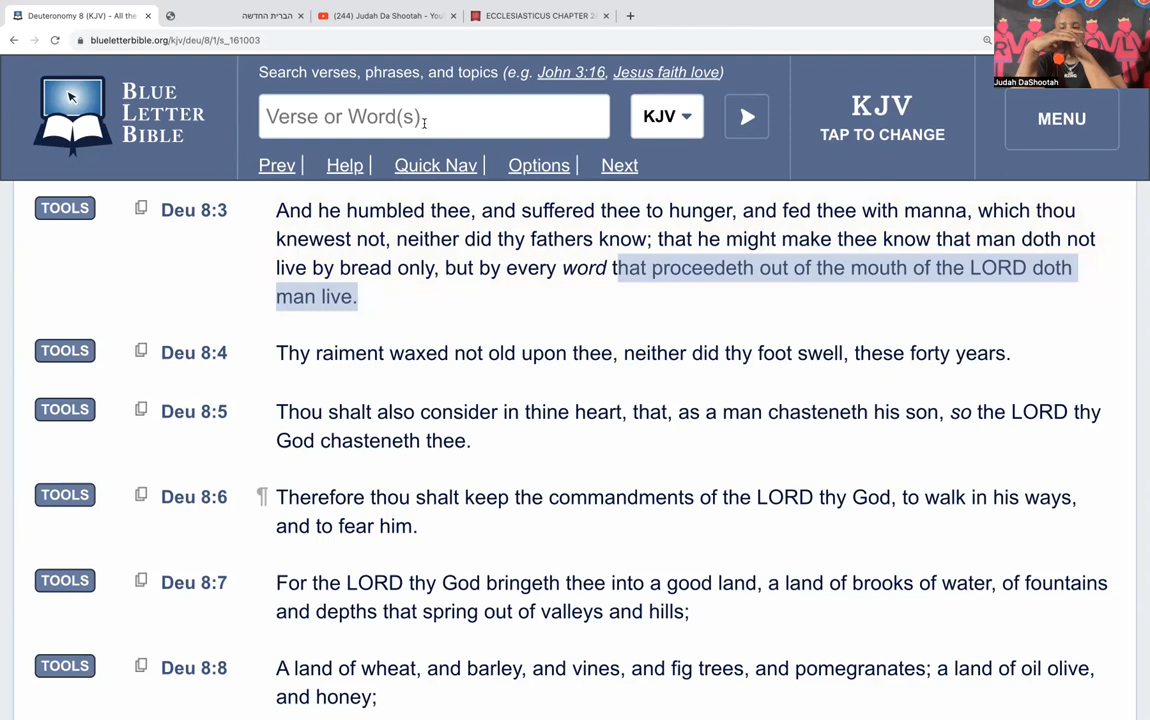 Deuteronomy 8 (KJV) - All the
הברית החדשה
(244) Judah Da Shootah - You
ECCLESIASTICUS CHAPTER 2
blueletterbible.org/kjv/deu/8/1/s_161003
Judah DaShootah
BLUE
LETTER
BIBLE
Search verses, phrases, and topics (e.g. John 3:16, Jesus faith love)
Verse or Word(s)
KJV
Prev | Help | Quick Nav | Options | Next
KJV
TAP TO CHANGE
MENU
TOOLS Deu 8:3 And he humbled thee, and suffered thee to hunger, and fed thee with manna, which thou
knewest not, neither did thy fathers know; that he might make thee know that man doth not
live by bread only, but by every word that proceedeth out of the mouth of the LORD doth
man live.
TOOLS Deu 8:4 Thy raiment waxed not old upon thee, neither did thy foot swell, these forty years.
TOOLS Deu 8:5 Thou shalt also consider in thine heart, that, as a man chasteneth his son, so the LORD thy
God chasteneth thee.
TOOLS Deu 8:6 ¶ Therefore thou shalt keep the commandments of the LORD thy God, to walk in his ways,
and to fear him.
TOOLS Deu 8:7 For the LORD thy God bringeth thee into a good land, a land of brooks of water, of fountains
and depths that spring out of valleys and hills;
TOOLS Deu 8:8 A land of wheat, and barley, and vines, and fig trees, and pomegranates; a land of oil olive,
and honey;